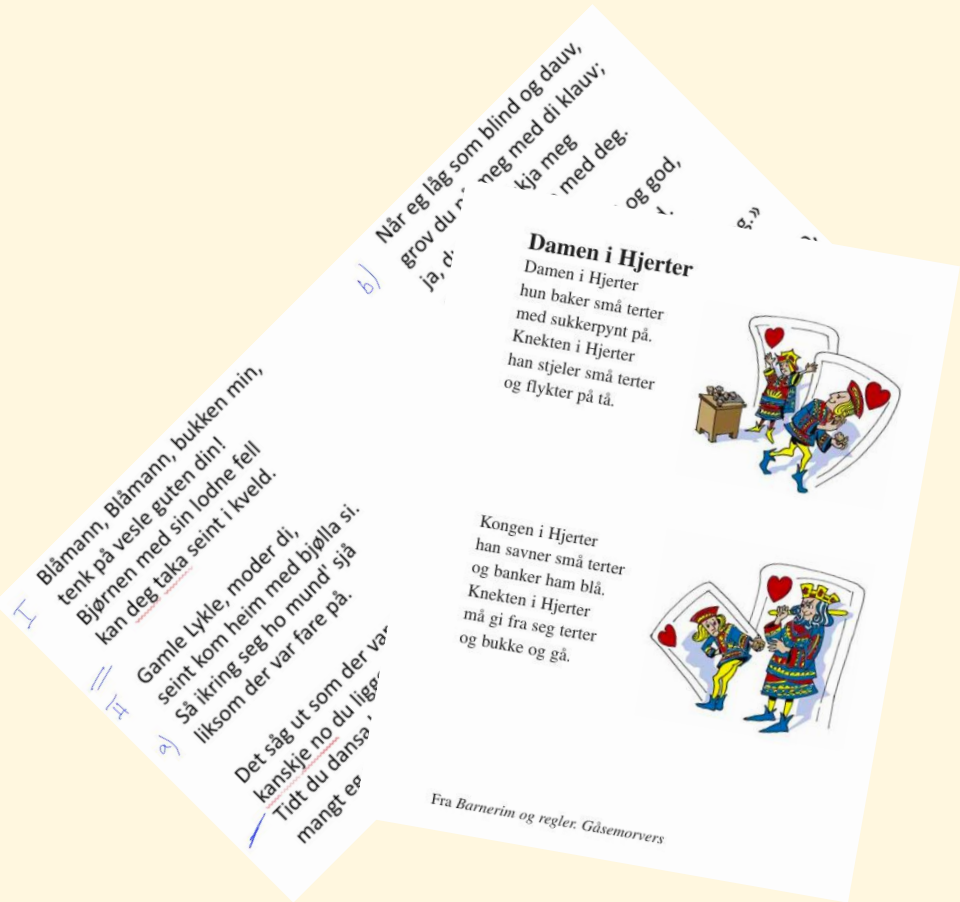 Når eg låg som blind og dauv,
grov du meg med di klauv;
ja,
kja meg
med deg.
og god,
g.»
b)
Blåmann, Blåmann, bukken min,
tenk på vesle guten din!
Bjørnen med sin lodne fell
kan deg taka seint i kveld.
I
Gamle Lykle, moder di,
seint kom heim med bjølla si.
Så ikring seg ho mund' sjå
liksom der var fare på.
II
a)
Det såg ut som der var
kanskje no du ligg
Tidt du dansa
mangt eg
Damen i Hjerter
Damen i Hjerter
hun baker små terter
med sukkerpynt på.
Knekten i Hjerter
han stjeler små terter
og flykter på tå.
Kongen i Hjerter
han savner små terter
og banker ham blå.
Knekten i Hjerter
må gi fra seg terter
og bukke og gå.
Fra Barnerim og regler. Gåsemorvers